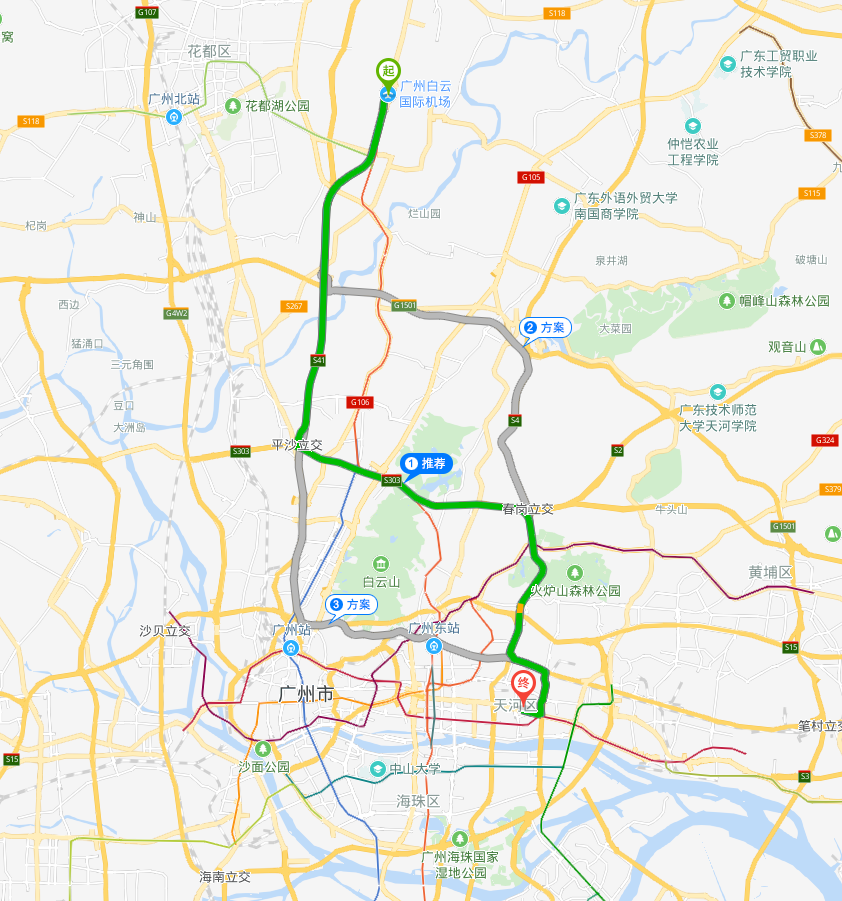 G107
S118
窝
花都区
起
广东工贸职业
技术学院
广州白云
国际机场
广州北站
花都湖公园
S118
仲恺农业
工程学院
S378
九
G105
S115
广东外语外贸大学
南国商学院
烂山园
杞岗
神山
泉井湖
破塘山
西边
S267
G1501
帽峰山森林公园
G4W2
2 方案
大菜园
猛涌口
观音山
三元角围
S41
豆口
G106
广东技术师范
大学天河学院
大洲岛
S4
G324
平沙立交
S303
S2
1 推荐
S303
S379
春岗立交
牛头山
G1501
白云山
火炉山森林公园
黄埔区
3 方案
沙贝立交
广州站
广州东站
S15
终
广州市
天河区
笔村立交
沙面公园
S15
中山大学
S3
海珠区
广州海珠国家
湿地公园
海南立交